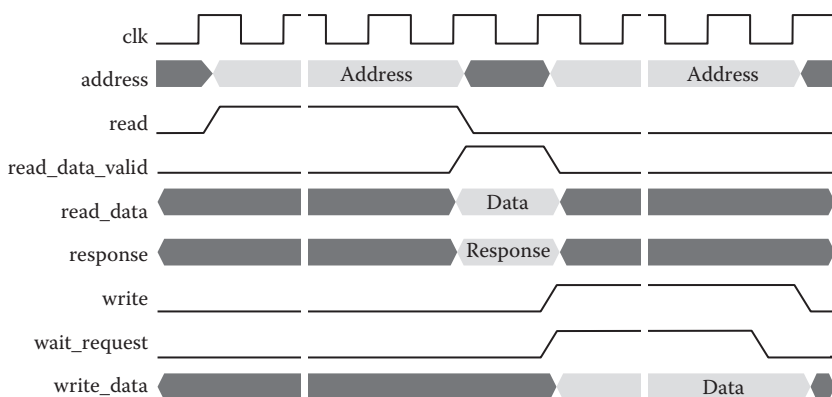 clk
address Address Address
read
read_data_valid
read_data Data
response Response
write
wait_request
write_data Data